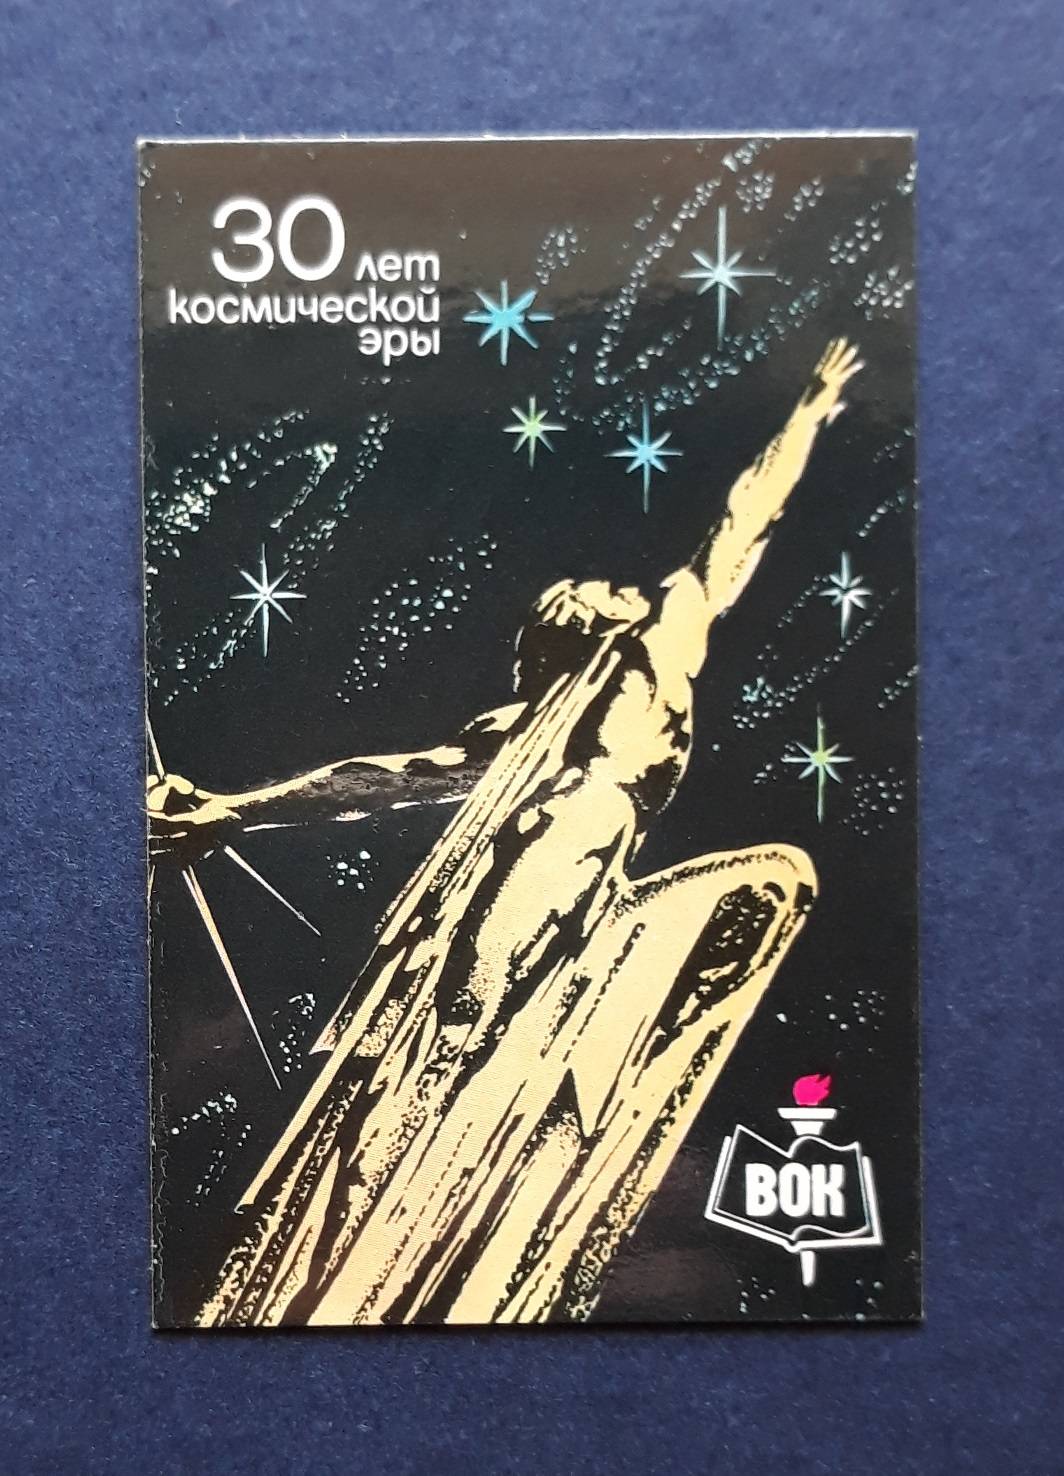 30 лет
космической
эры
ВОК